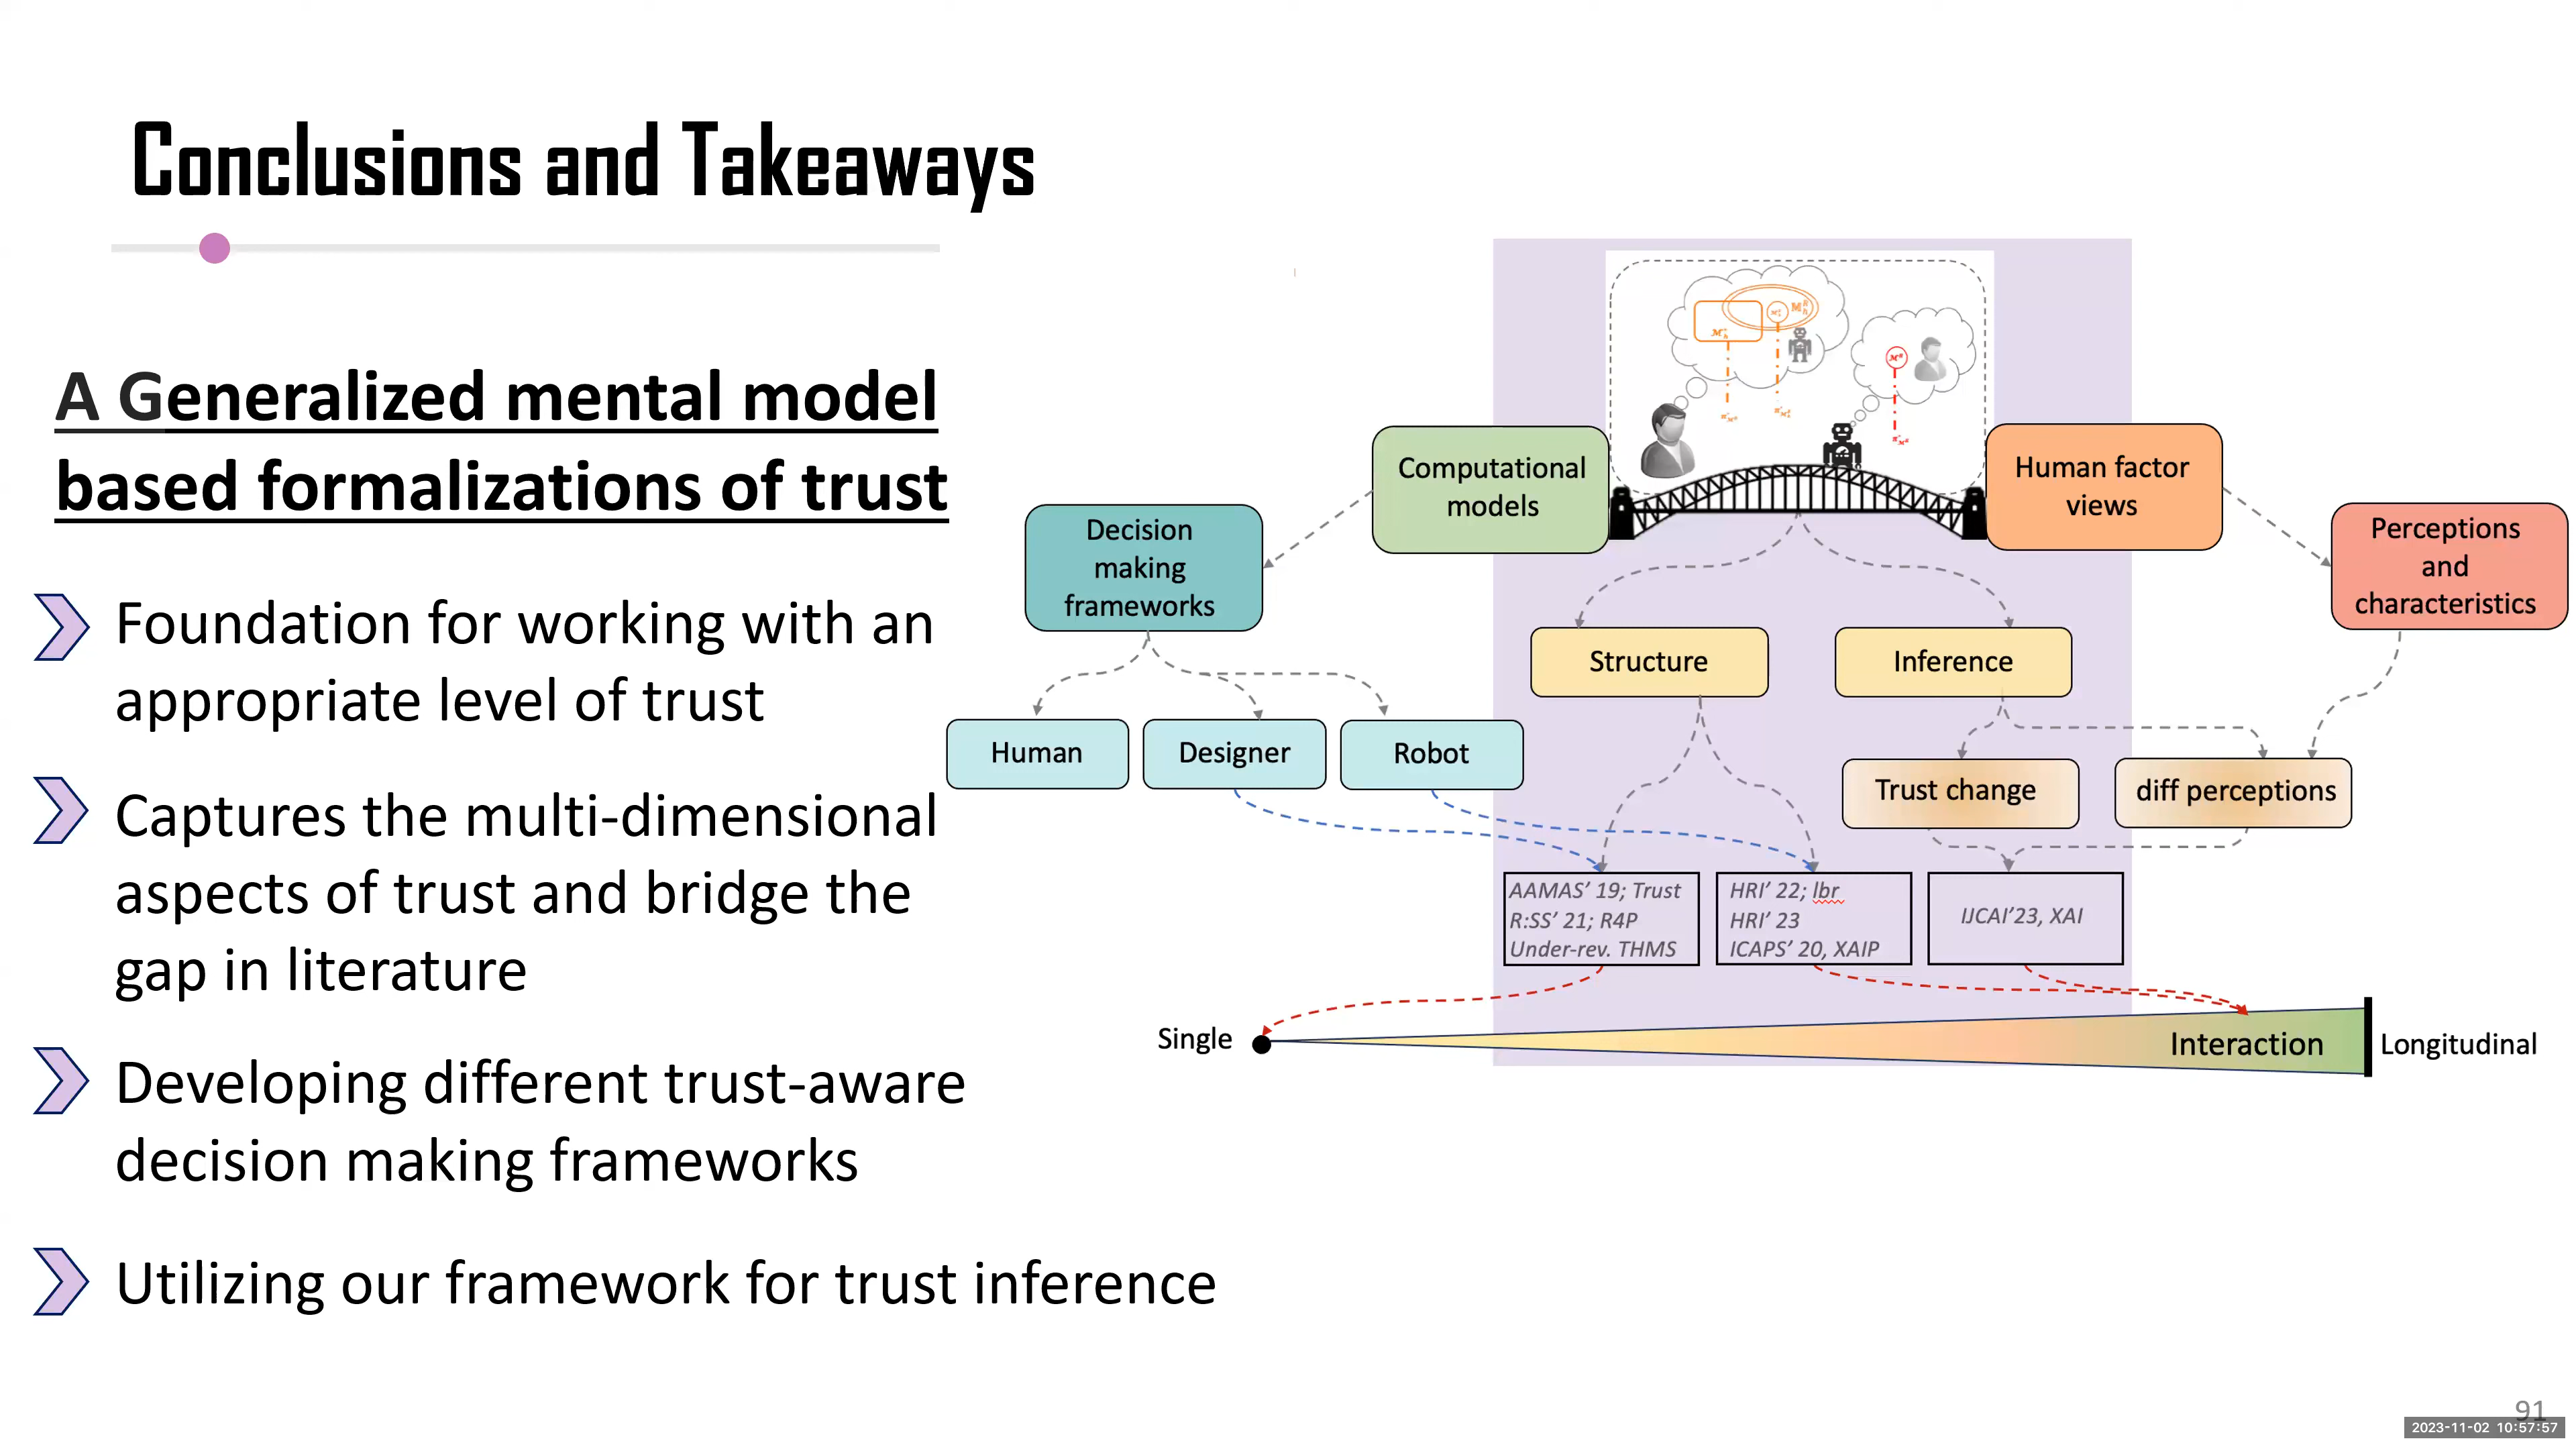 Conclusions and Takeaways
A Generalized mental model
based formalizations of trust
Foundation for working with an
appropriate level of trust
Captures the multi-dimensional
aspects of trust and bridge the
gap in literature
Developing different trust-aware
decision making frameworks
Utilizing our framework for trust inference
Computational
models
Human factor
views
Decision
making
frameworks
Perceptions
and
characteristics
Structure
Inference
Human
Designer
Robot
Trust change
diff perceptions
AAMAS’ 19; Trust
R:SS’ 21; R4P
Under-rev. THMS
HRI’ 22; lbr
HRI’ 23
ICAPS’ 20, XAIP
IJCAI’23, XAI
Single
Interaction
Longitudinal
91
2023-11-02 10:57:57